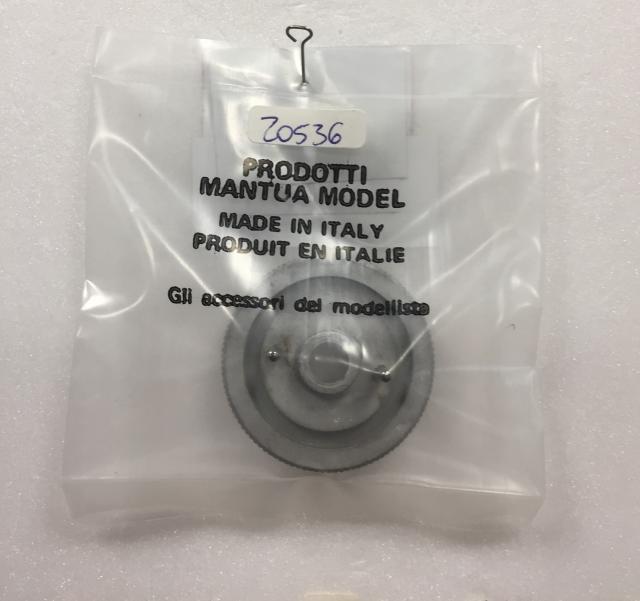 20536
PRODOTTI
MANTUA MODEL
MADE IN ITALY
PRODUIT EN ITALIE
Gli accessori del modellista